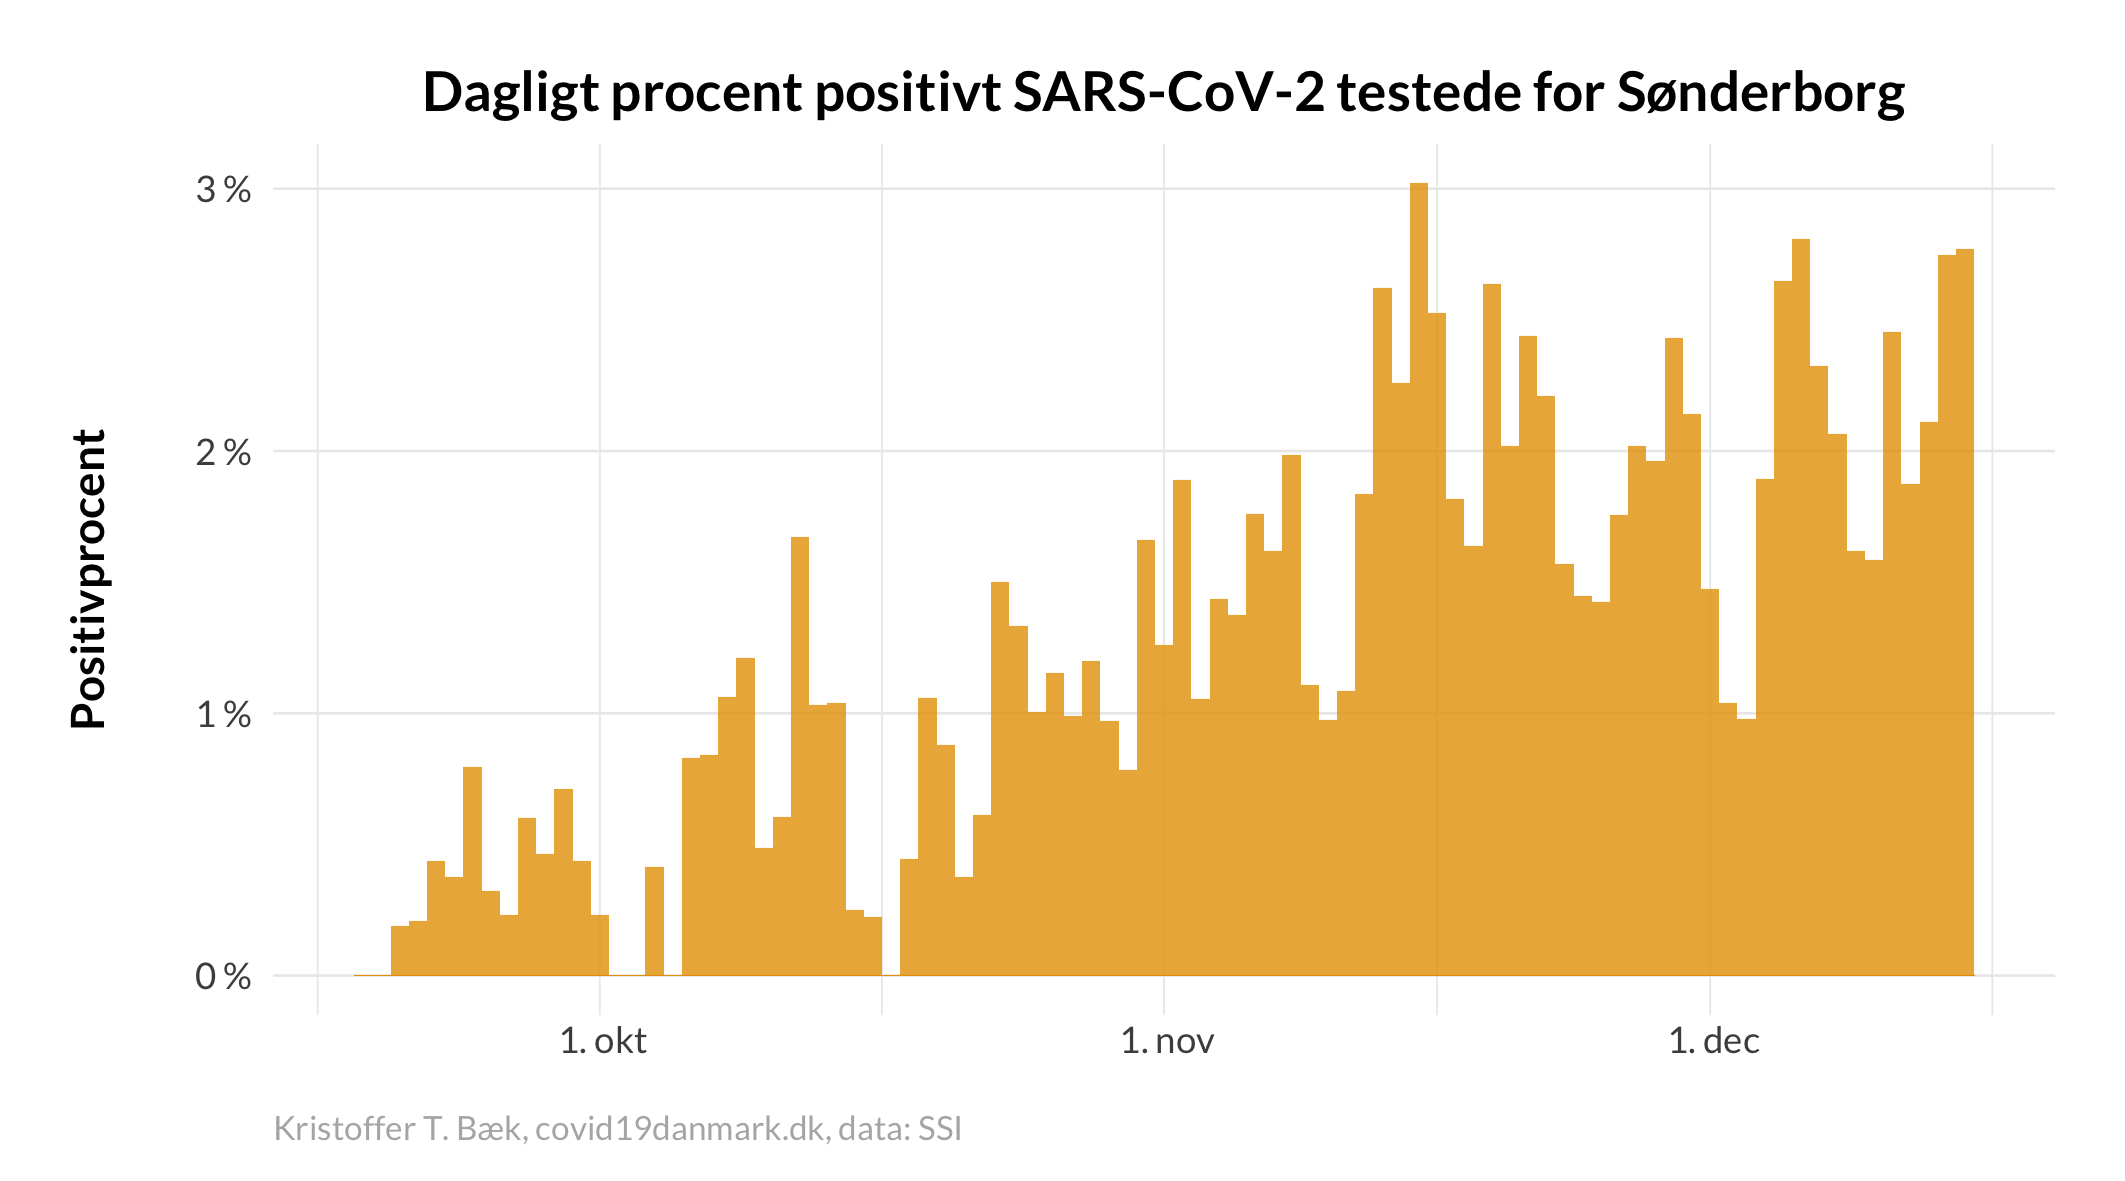 Dagligt procent positivt SARS-CoV-2 testede for Sønderborg
Positivprocent
3 %
2 %
1 %
0 %
1. okt
1. nov
1. dec
Kristoffer T. Bæk, covid19danmark.dk, data: SSI